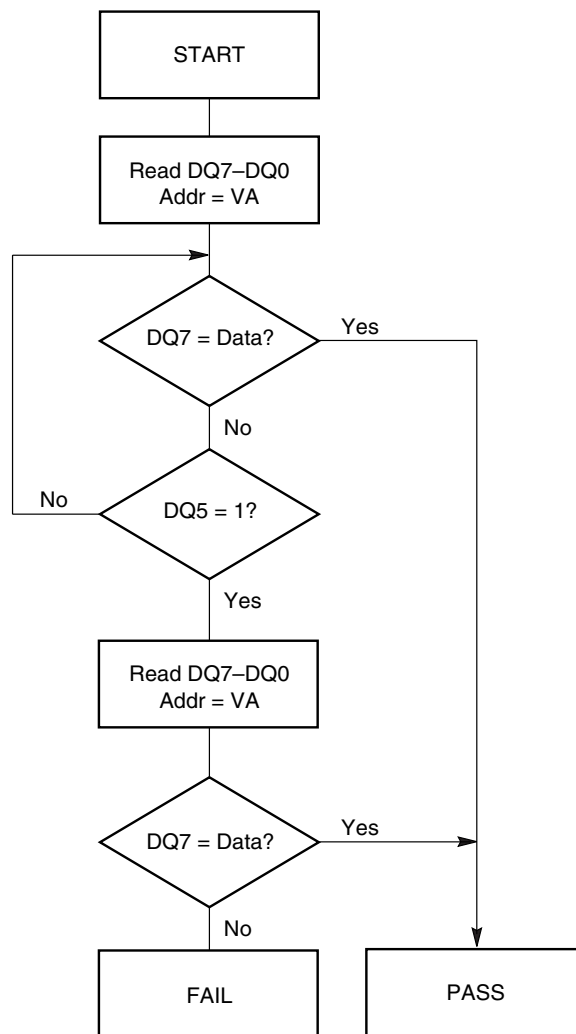 START
Read DQ7–DQ0
Addr = VA
DQ7 = Data?
Yes
No
No
DQ5 = 1?
Yes
Read DQ7–DQ0
Addr = VA
DQ7 = Data?
Yes
No
FAIL
PASS